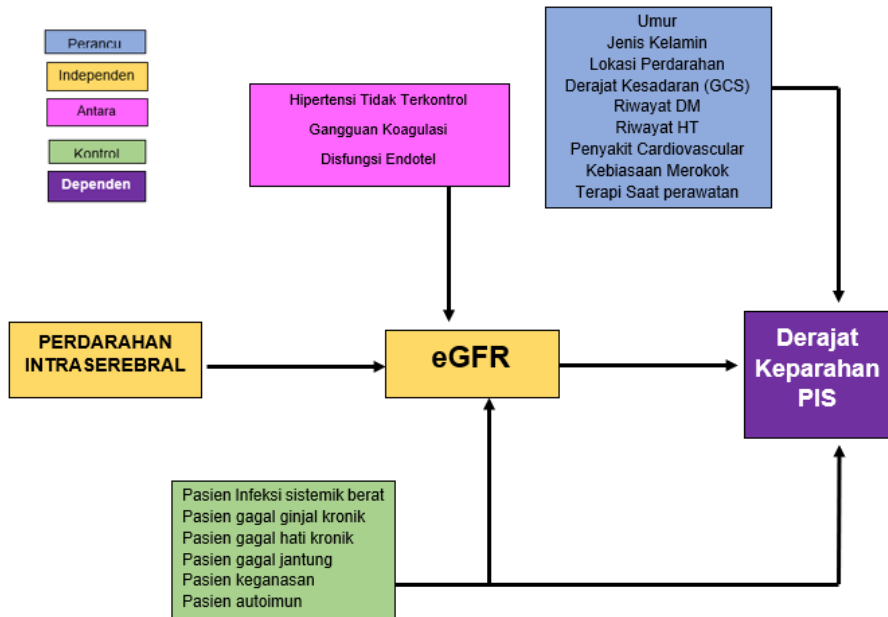 Perancu
Independen
Antara
Kontrol
Dependen
Hipertensi Tidak Terkontrol
Gangguan Koagulasi
Disfungsi Endotel
Umur
Jenis Kelamin
Lokasi Perdarahan
Derajat Kesadaran (GCS)
Riwayat DM
Riwayat HT
Penyakit Cardiovascular
Kebiasaan Merokok
Terapi Saat perawatan
PERDARAHAN
INTRASEREBRAL
eGFR
Derajat
Keparahan
PIS
Pasien Infeksi sistemik berat
Pasien gagal ginjal kronik
Pasien gagal hati kronik
Pasien gagal jantung
Pasien keganasan
Pasien autoimun